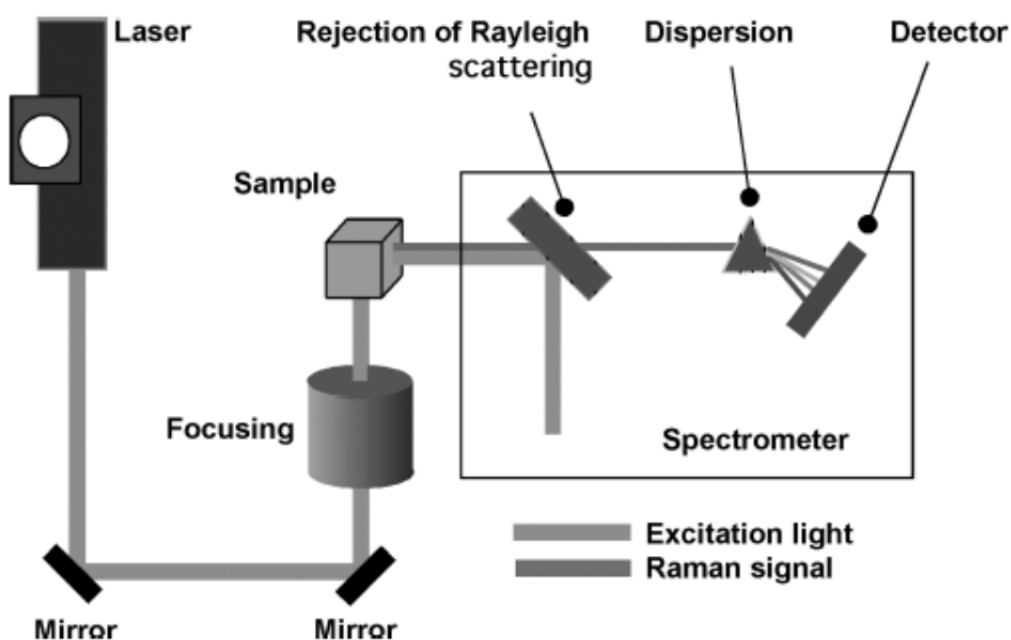 Laser
Rejection of Rayleigh
scattering
Dispersion
Detector
Sample
Focusing
Spectrometer
Excitation light
Raman signal
Mirror
Mirror